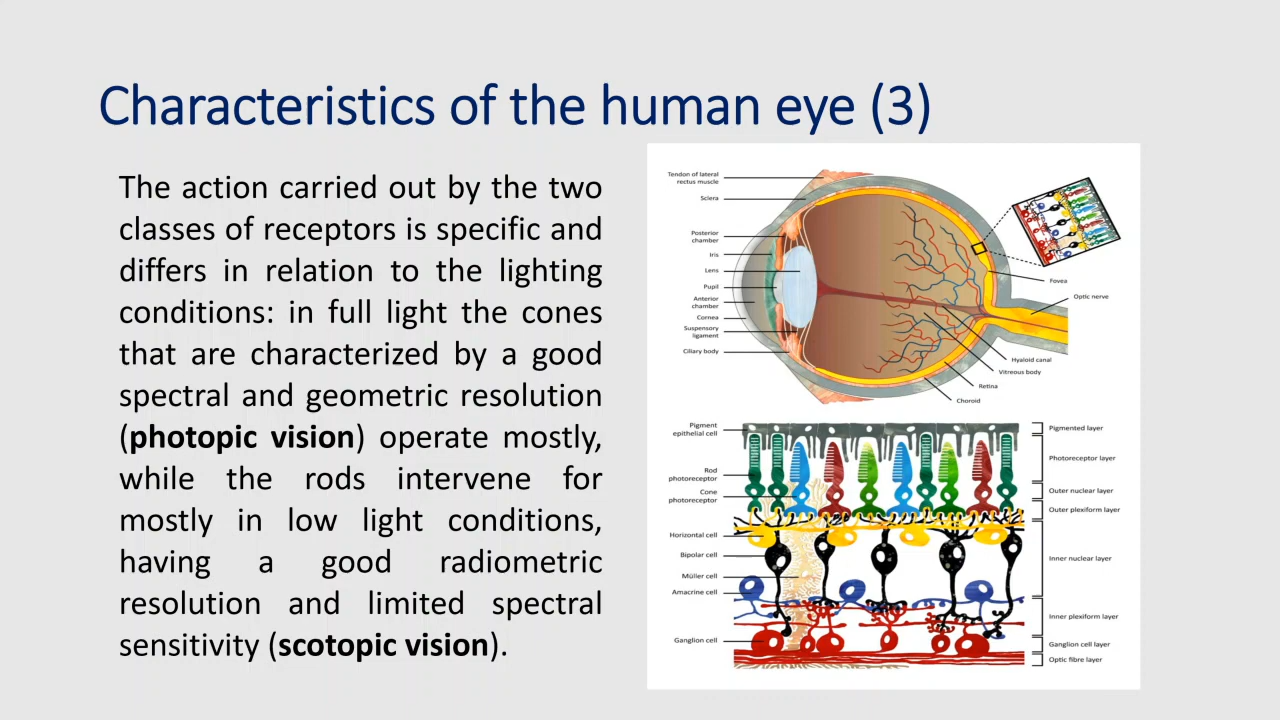 Characteristics of the human eye (3)
The action carried out by the two
classes of receptors is specific and
differs in relation to the lighting
conditions: in full light the cones
that are characterized by a good
spectral and geometric resolution
(photopic vision) operate mostly,
while the rods intervene for
mostly in low light conditions,
having a good radiometric
resolution and limited spectral
sensitivity (scotopic vision).
Tendon of lateral
rectus muscle
Sclera
Posterior
chamber
Iris
Lens
Pupil
Anterior
chamber
Cornea
Suspensory
ligament
Ciliary body
Fovea
Optic nerve
Hyaloid canal
Vitreous body
Retina
Choroid
Pigment
epithelial cell
Rod
photoreceptor
Cone
photoreceptor
Horizontal cell
Bipolar cell
Müller cell
Amacrine cell
Ganglion cell
Pigmented layer
Photoreceptor layer
Outer nuclear layer
Outer plexiform layer
Inner nuclear layer
Inner plexiform layer
Ganglion cell layer
Optic fibre layer